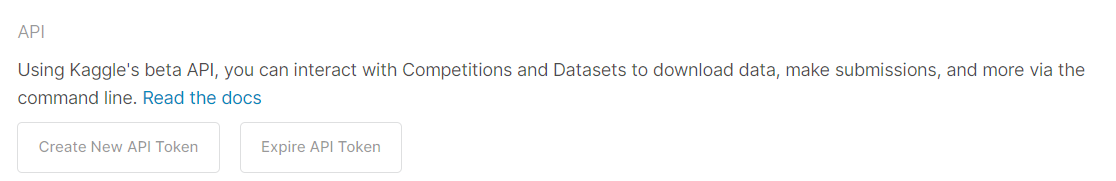 API
Using Kaggle's beta API, you can interact with Competitions and Datasets to download data, make submissions, and more via the
command line. Read the docs
Create New API Token
Expire API Token